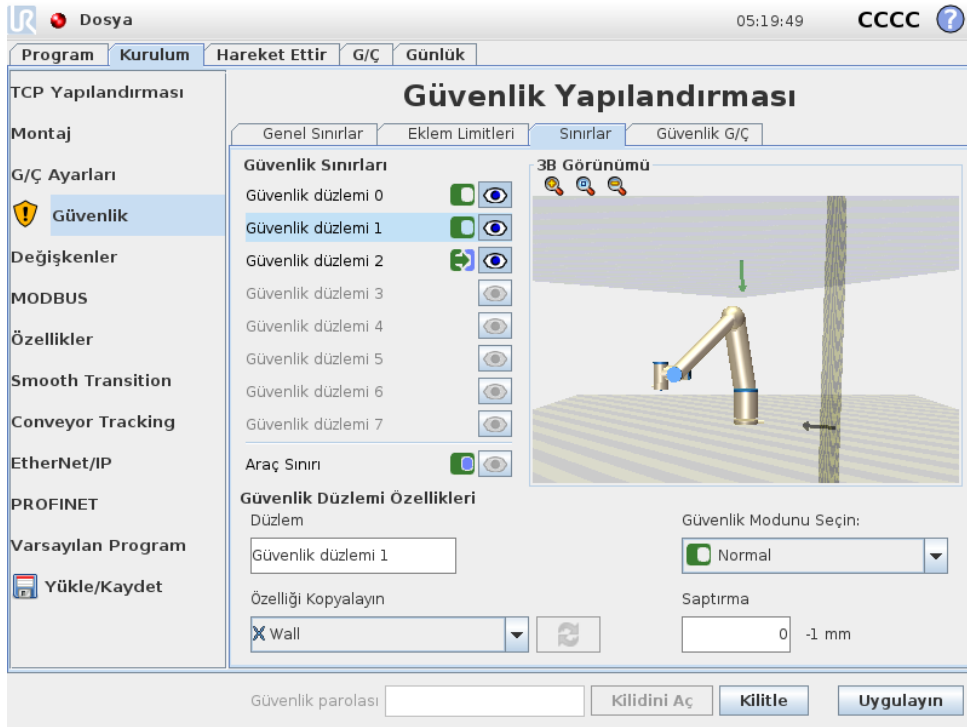 UR Dosya 05:19:49 CCCC ?
Program Kurulum Hareket Ettir G/Ç Günlük
TCP Yapılandırması
Montaj
G/Ç Ayarları
Güvenlik
Değişkenler
MODBUS
Özellikler
Smooth Transition
Conveyor Tracking
EtherNet/IP
PROFINET
Varsayılan Program
Yükle/Kaydet
Güvenlik Yapılandırması
Genel Sınırlar Eklem Limitleri Sınırlar Güvenlik G/Ç
Güvenlik Sınırları
Güvenlik düzlemi 0
Güvenlik düzlemi 1
Güvenlik düzlemi 2
Güvenlik düzlemi 3
Güvenlik düzlemi 4
Güvenlik düzlemi 5
Güvenlik düzlemi 6
Güvenlik düzlemi 7
Araç Sınırı
3B Görünümü
Güvenlik Düzlemi Özellikleri
Düzlem
Güvenlik düzlemi 1
Güvenlik Modunu Seçin:
Normal
Özelliği Kopyalayın
Wall
Saptırma
0 -1 mm
Güvenlik parolası Kilidini Aç Kilitle Uygulayın